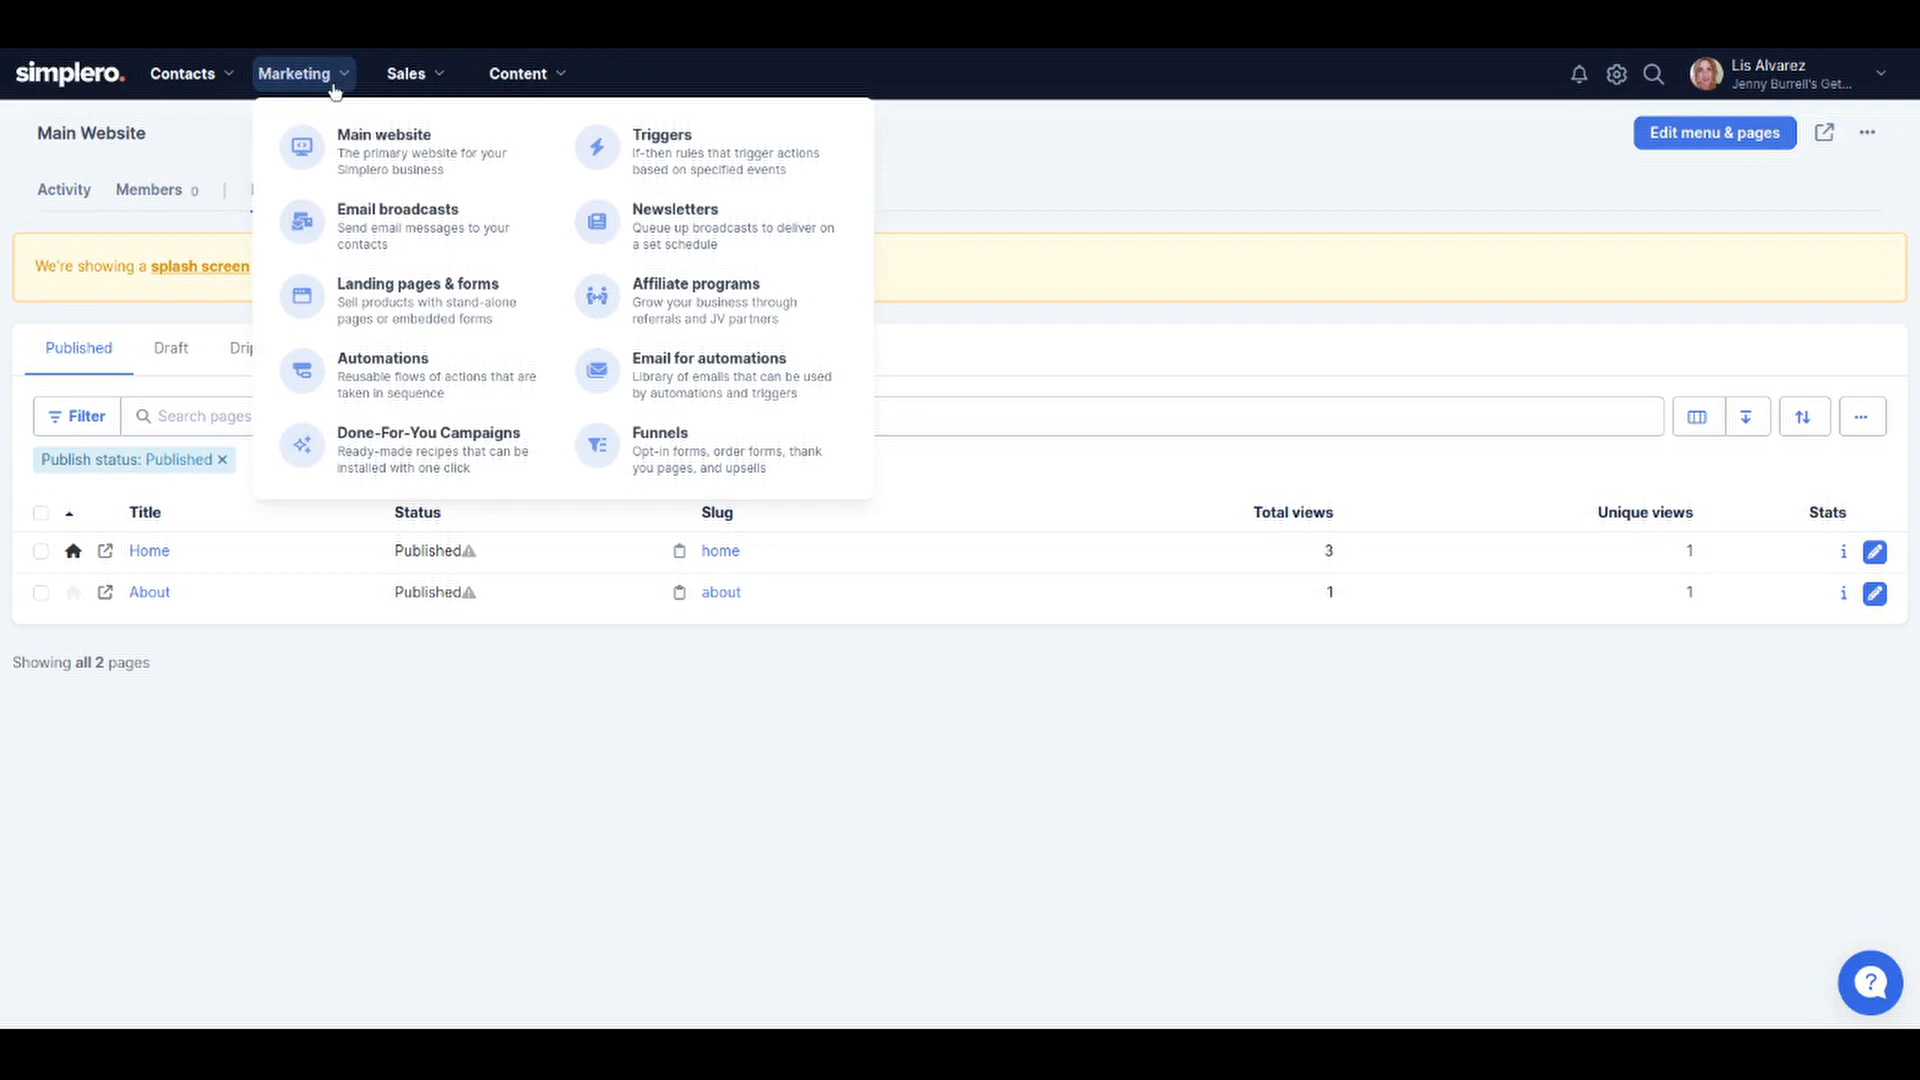 simplero.
Contacts
Marketing
Sales
Content
Lis Alvarez
Jenny Burrell's Get...
Main Website
Edit menu & pages
Activity
Members 0
We're showing a splash screen
Main website
The primary website for your
Simplero business
Triggers
If-then rules that trigger actions
based on specified events
Email broadcasts
Send email messages to your
contacts
Newsletters
Queue up broadcasts to deliver on
a set schedule
Landing pages & forms
Sell products with stand-alone
pages or embedded forms
Affiliate programs
Grow your business through
referrals and JV partners
Automations
Reusable flows of actions that are
taken in sequence
Email for automations
Library of emails that can be used
by automations and triggers
Done-For-You Campaigns
Ready-made recipes that can be
installed with one click
Funnels
Opt-in forms, order forms, thank
you pages, and upsells
Published
Draft
Filter
Search pages
Publish status: Published
Title Status Slug Total views Unique views Stats
Home Published home 3 1
About Published about 1 1
Showing all 2 pages